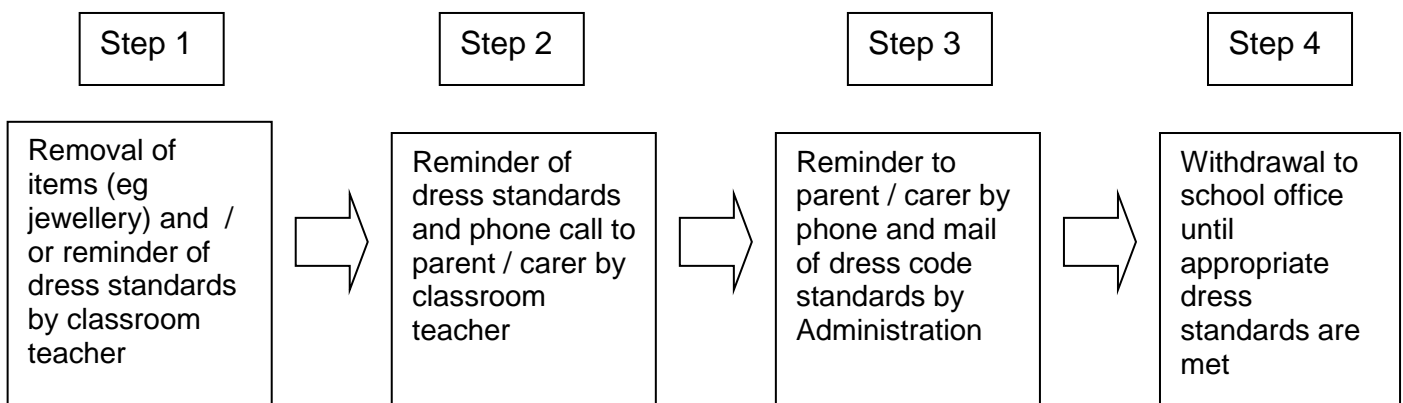 Step 1
Step 2
Step 3
Step 4
Removal of
items (eg
jewellery) and /
or reminder of
dress standards
by classroom
teacher
Reminder of
dress standards
and phone call to
parent / carer by
classroom
teacher
Reminder to
parent / carer by
phone and mail
of dress code
standards by
Administration
Withdrawal to
school office
until
appropriate
dress
standards are
met